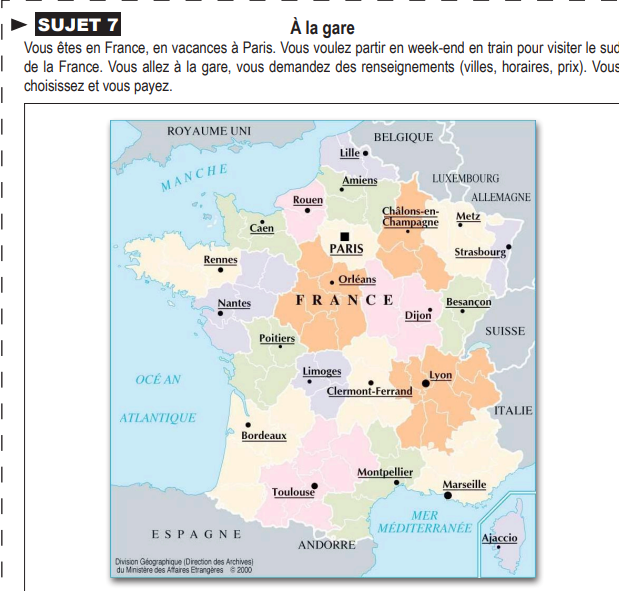 SUJET 7
À la gare
Vous êtes en France, en vacances à Paris. Vous voulez partir en week-end en train pour visiter le sud
de la France. Vous allez à la gare, vous demandez des renseignements (villes, horaires, prix). Vous
choisissez et vous payez.
ROYAUME UNI
BELGIQUE
Lille
MANCHE
LUXEMBOURG
Amiens
ALLEMAGNE
Rouen
Châlons-en-
Champagne
Metz
Caen
PARIS
Strasbourg
Rennes
Orléans
FRANCE
Nantes
Besançon
Dijon
SUISSE
Poitiers
Limoges
Lyon
OCÉAN
ATLANTIQUE
Clermont-Ferrand
ITALIE
Bordeaux
Montpellier
Toulouse
Marseille
MER
MÉDITERRANÉE
ESPAGNE
ANDORRE
Ajaccio
Division Géographique (Direction des Archives)
du Ministère des Affaires Etrangères © 2000